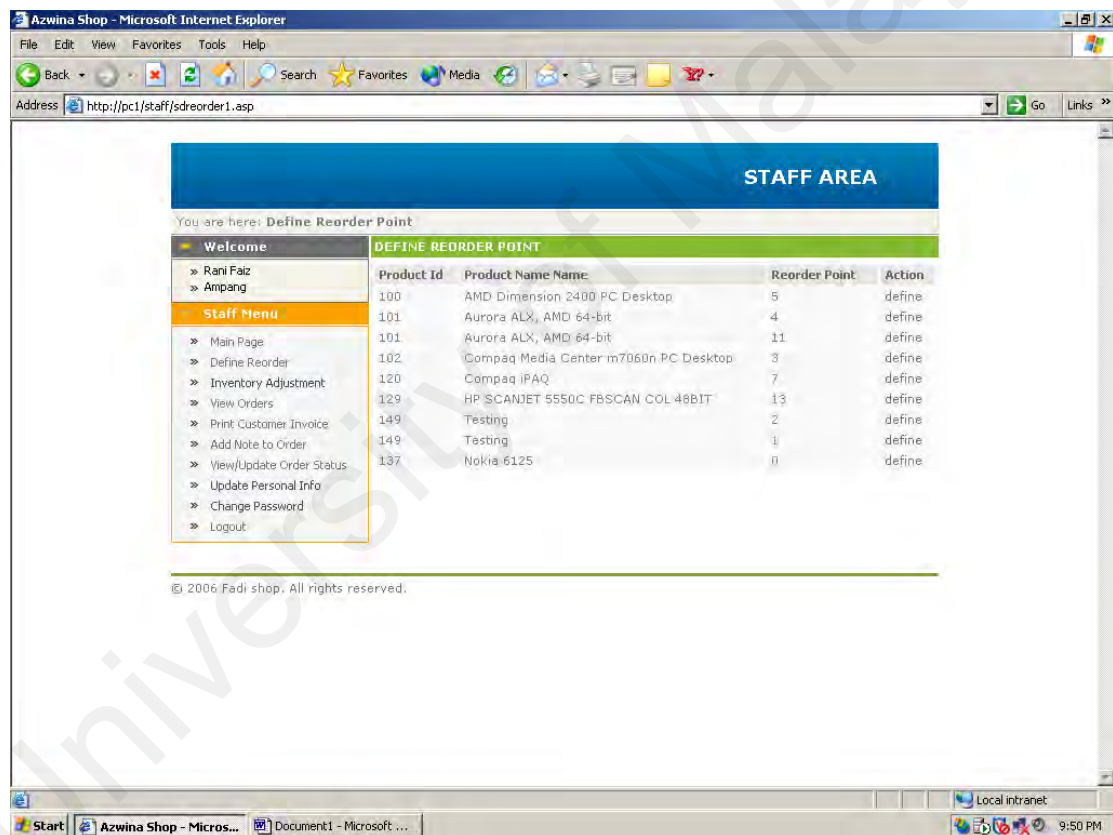 Azwina Shop - Microsoft Internet Explorer
File Edit View Favorites Tools Help
Back Search Favorites Media
Address http://pc1/staff/sdreorder1.asp Go Links »
STAFF AREA
You are here: Define Reorder Point
Welcome
» Rani Faiz
» Ampang
Staff Menu
» Main Page
» Define Reorder
» Inventory Adjustment
» View Orders
» Print Customer Invoice
» Add Note to Order
» View/Update Order Status
» Update Personal Info
» Change Password
» Logout
DEFINE REORDER POINT
Product Id Product Name Name Reorder Point Action
100 AMD Dimension 2400 PC Desktop 5 define
101 Aurora ALX, AMD 64-bit 4 define
101 Aurora ALX, AMD 64-bit 11 define
102 Compaq Media Center m7060n PC Desktop 3 define
120 Compaq iPAQ 7 define
129 HP SCANJET 5550C FBSCAN COL 48BIT 13 define
149 Testing 2 define
149 Testing 1 define
137 Nokia 6125 0 define
© 2006 Fadi shop. All rights reserved.
Local intranet
Start Azwina Shop - Micros... Document1 - Microsoft ... 9:50 PM
University of Mala